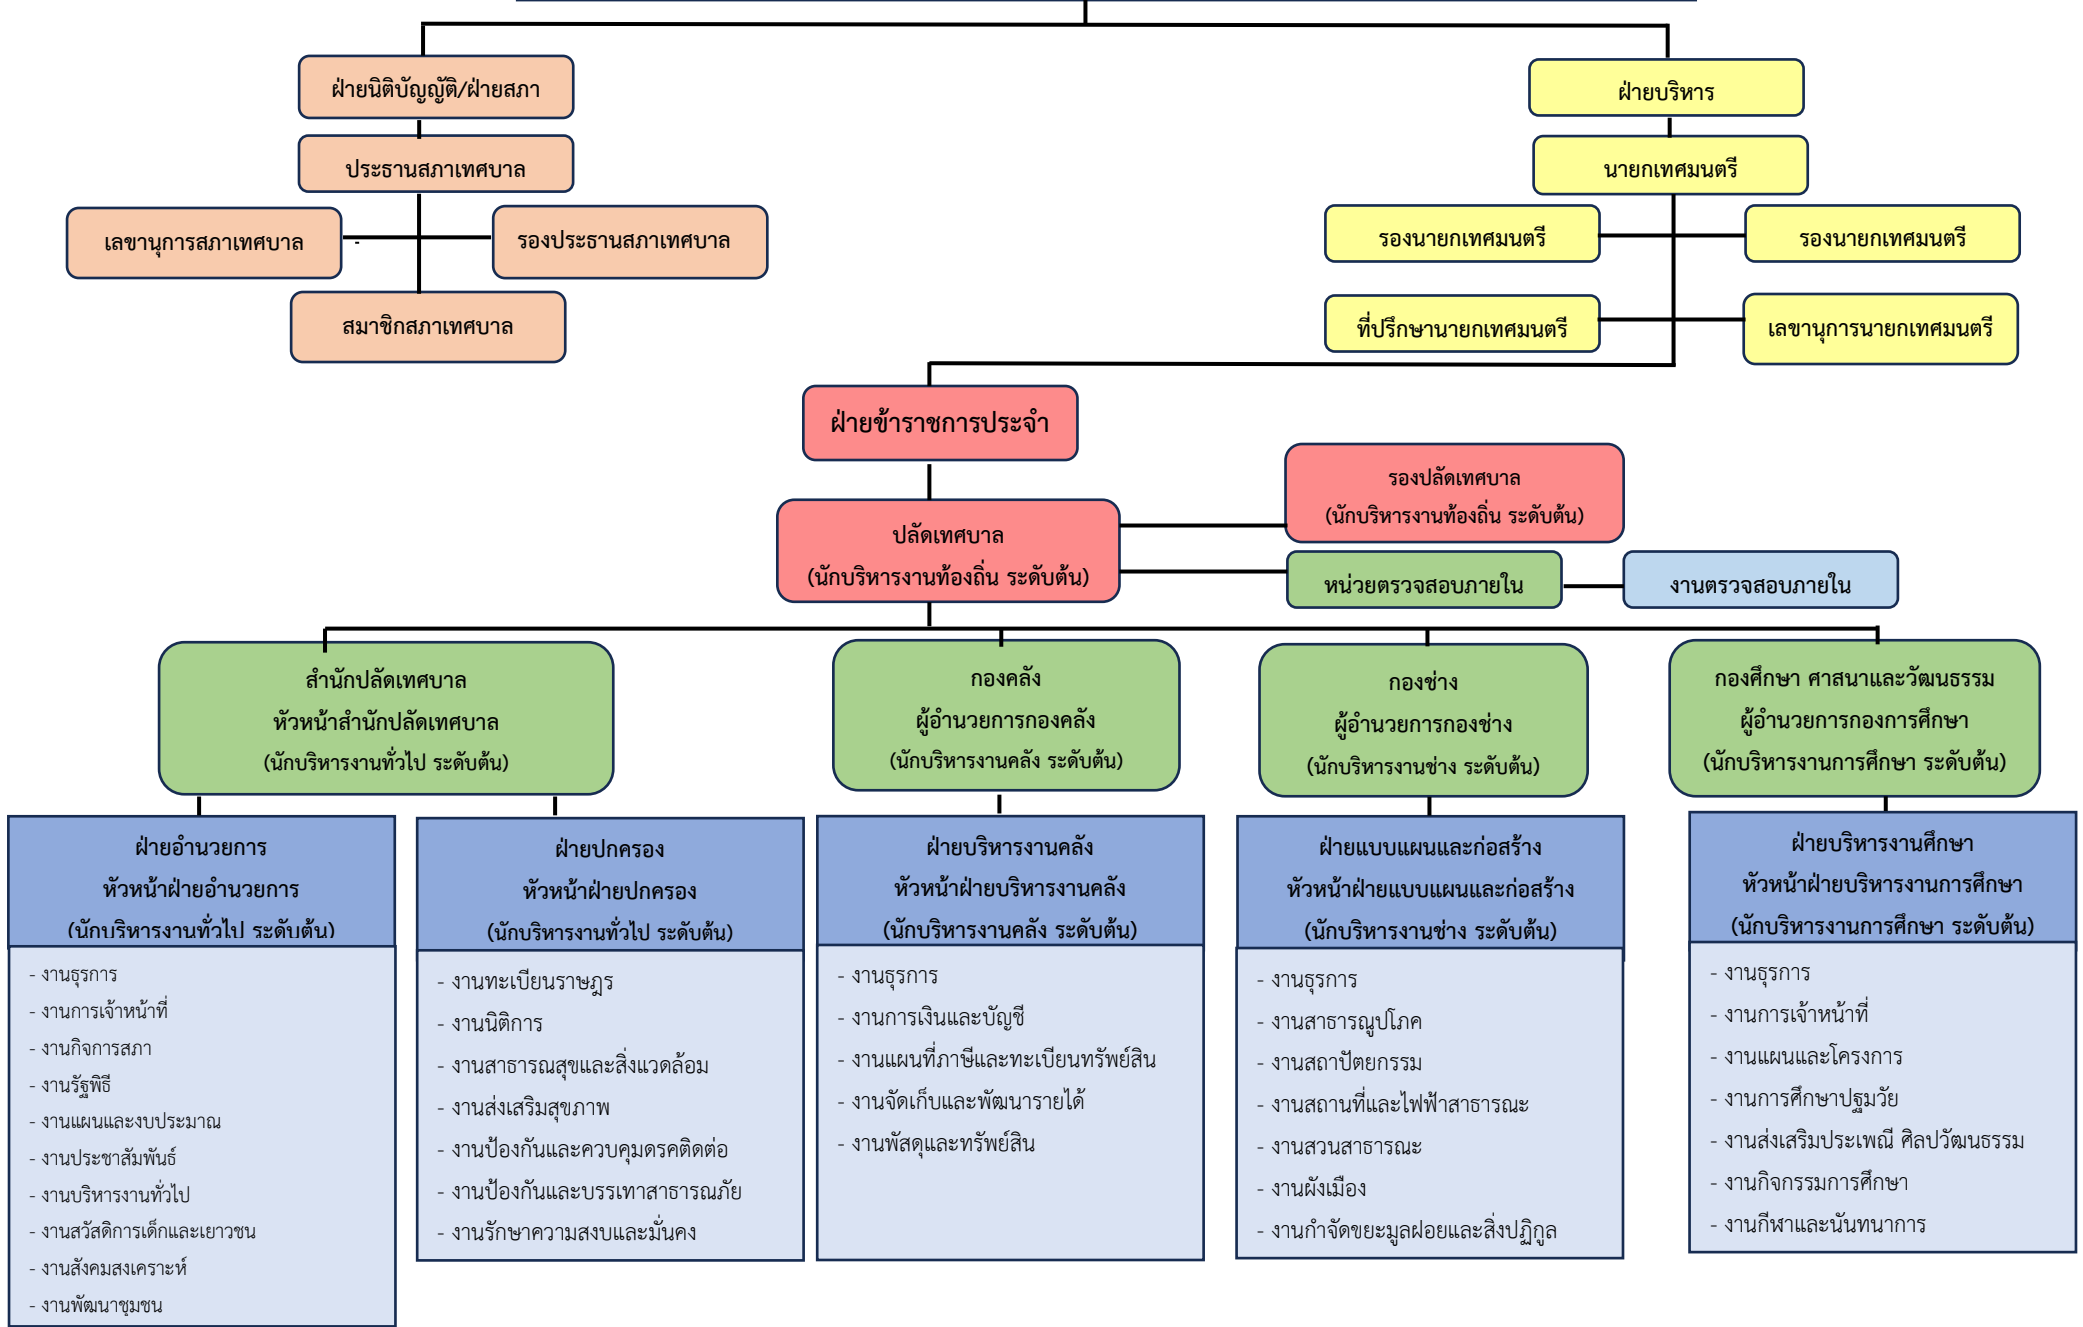 ฝ่ายนิติบัญญัติ/ฝ่ายสภา
ฝ่ายบริหาร
ประธานสภาเทศบาล
นายกเทศมนตรี
เลขานุการสภาเทศบาล
-
รองประธานสภาเทศบาล
รองนายกเทศมนตรี
รองนายกเทศมนตรี
สมาชิกสภาเทศบาล
ที่ปรึกษานายกเทศมนตรี
เลขานุการนายกเทศมนตรี
ฝ่ายข้าราชการประจำ
รองปลัดเทศบาล
(นักบริหารงานท้องถิ่น ระดับต้น)
ปลัดเทศบาล
(นักบริหารงานท้องถิ่น ระดับต้น)
หน่วยตรวจสอบภายใน
งานตรวจสอบภายใน
สำนักปลัดเทศบาล
หัวหน้าสำนักปลัดเทศบาล
(นักบริหารงานทั่วไป ระดับต้น)
กองคลัง
ผู้อำนวยการกองคลัง
(นักบริหารงานคลัง ระดับต้น)
กองช่าง
ผู้อำนวยการกองช่าง
(นักบริหารงานช่าง ระดับต้น)
กองศึกษา ศาสนาและวัฒนธรรม
ผู้อำนวยการกองการศึกษา
(นักบริหารงานการศึกษา ระดับต้น)
ฝ่ายอำนวยการ
หัวหน้าฝ่ายอำนวยการ
(นักบริหารงานทั่วไป ระดับต้น)
- งานธุรการ
- งานการเจ้าหน้าที่
- งานกิจการสภา
- งานรัฐพิธี
- งานแผนและงบประมาณ
- งานประชาสัมพันธ์
- งานบริหารงานทั่วไป
- งานสวัสดิการเด็กและเยาวชน
- งานสังคมสงเคราะห์
- งานพัฒนาชุมชน
ฝ่ายปกครอง
หัวหน้าฝ่ายปกครอง
(นักบริหารงานทั่วไป ระดับต้น)
- งานทะเบียนราษฎร
- งานนิติการ
- งานสาธารณสุขและสิ่งแวดล้อม
- งานส่งเสริมสุขภาพ
- งานป้องกันและควบคุมดรคติดต่อ
- งานป้องกันและบรรเทาสาธารณภัย
- งานรักษาความสงบและมั่นคง
ฝ่ายบริหารงานคลัง
หัวหน้าฝ่ายบริหารงานคลัง
(นักบริหารงานคลัง ระดับต้น)
- งานธุรการ
- งานการเงินและบัญชี
- งานแผนที่ภาษีและทะเบียนทรัพย์สิน
- งานจัดเก็บและพัฒนารายได้
- งานพัสดุและทรัพย์สิน
ฝ่ายแบบแผนและก่อสร้าง
หัวหน้าฝ่ายแบบแผนและก่อสร้าง
(นักบริหารงานช่าง ระดับต้น)
- งานธุรการ
- งานสาธารณูปโภค
- งานสถาปัตยกรรม
- งานสถานที่และไฟฟ้าสาธารณะ
- งานสวนสาธารณะ
- งานผังเมือง
- งานกำจัดขยะมูลฝอยและสิ่งปฏิกูล
ฝ่ายบริหารงานศึกษา
หัวหน้าฝ่ายบริหารงานการศึกษา
(นักบริหารงานการศึกษา ระดับต้น)
- งานธุรการ
- งานการเจ้าหน้าที่
- งานแผนและโครงการ
- งานการศึกษาปฐมวัย
- งานส่งเสริมประเพณี ศิลปวัฒนธรรม
- งานกิจกรรมการศึกษา
- งานกีฬาและนันทนาการ